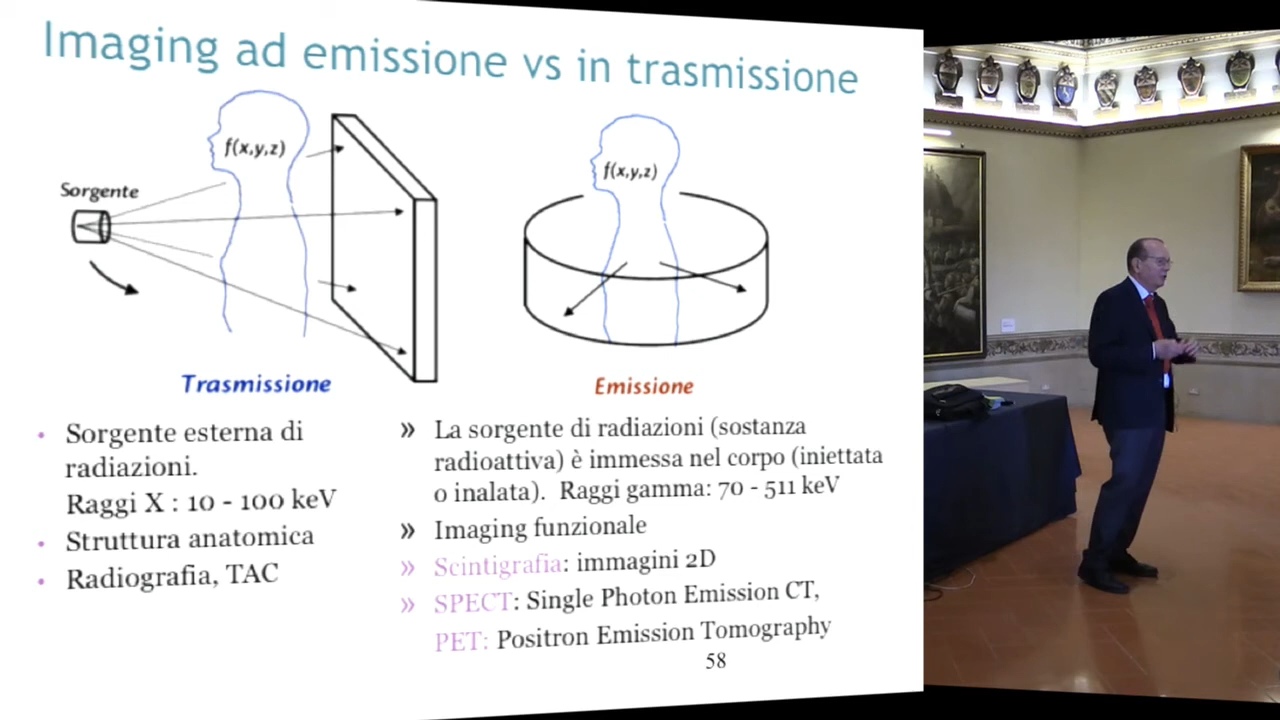 Imaging ad emissione vs in trasmissione
f(x,y,z)
Sorgente
f(x,y,z)
Trasmissione
Emissione
• Sorgente esterna di
radiazioni.
Raggi X : 10 - 100 keV
• Struttura anatomica
• Radiografia, TAC
» La sorgente di radiazioni (sostanza
radioattiva) è immessa nel corpo (iniettata
o inalata). Raggi gamma: 70 - 511 keV
» Imaging funzionale
» Scintigrafia: immagini 2D
» SPECT: Single Photon Emission CT,
PET: Positron Emission Tomography
58